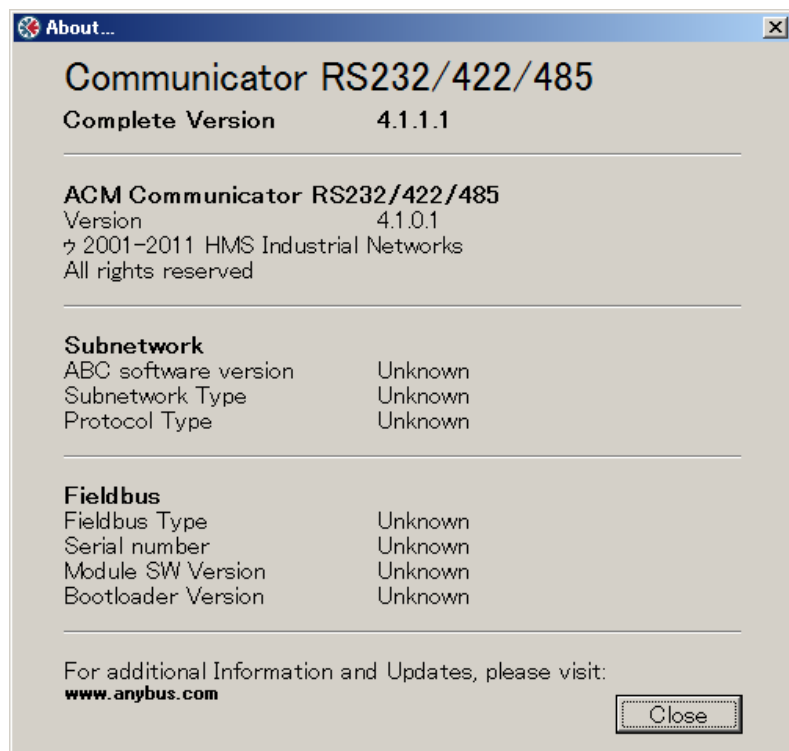 About...
Communicator RS232/422/485
Complete Version 4.1.1.1
ACM Communicator RS232/422/485
Version 4.1.0.1
ゥ 2001-2011 HMS Industrial Networks
All rights reserved
Subnetwork
ABC software version Unknown
Subnetwork Type Unknown
Protocol Type Unknown
Fieldbus
Fieldbus Type Unknown
Serial number Unknown
Module SW Version Unknown
Bootloader Version Unknown
For additional Information and Updates, please visit:
www.anybus.com
Close